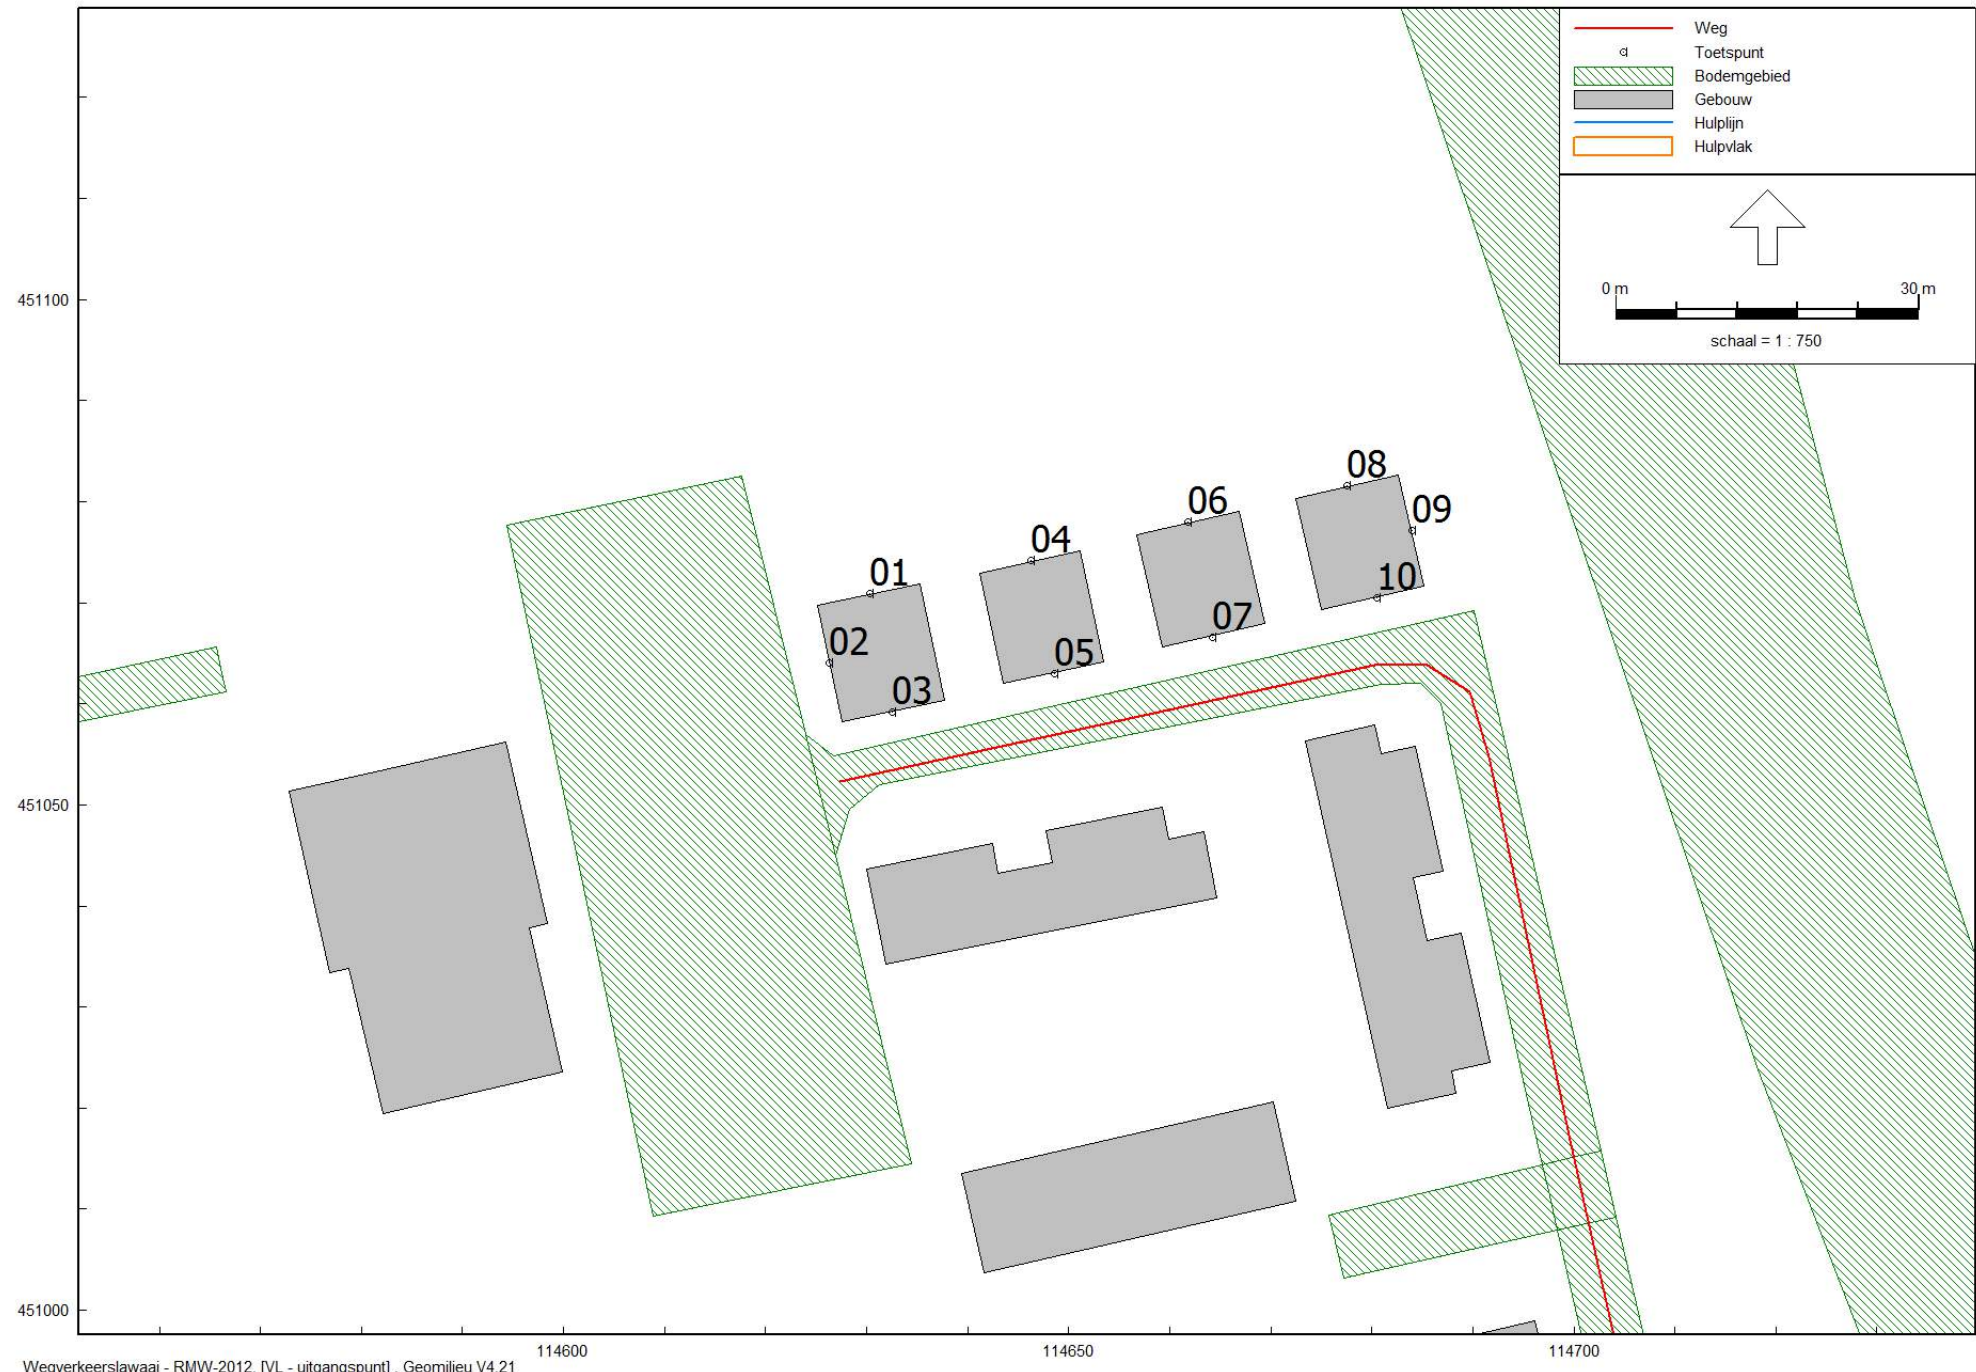 Weg
Toetspunt
Bodemgebied
Gebouw
Hulplijn
Hulpvlak
0 m 30 m
schaal = 1 : 750
451100
08
06
09
04
01
10
07
02
05
03
451050
451000
114600 114650 114700
Wegverkeerslawaai - RMW-2012, [VL - uitgangspunt] , Geomilieu V4.21